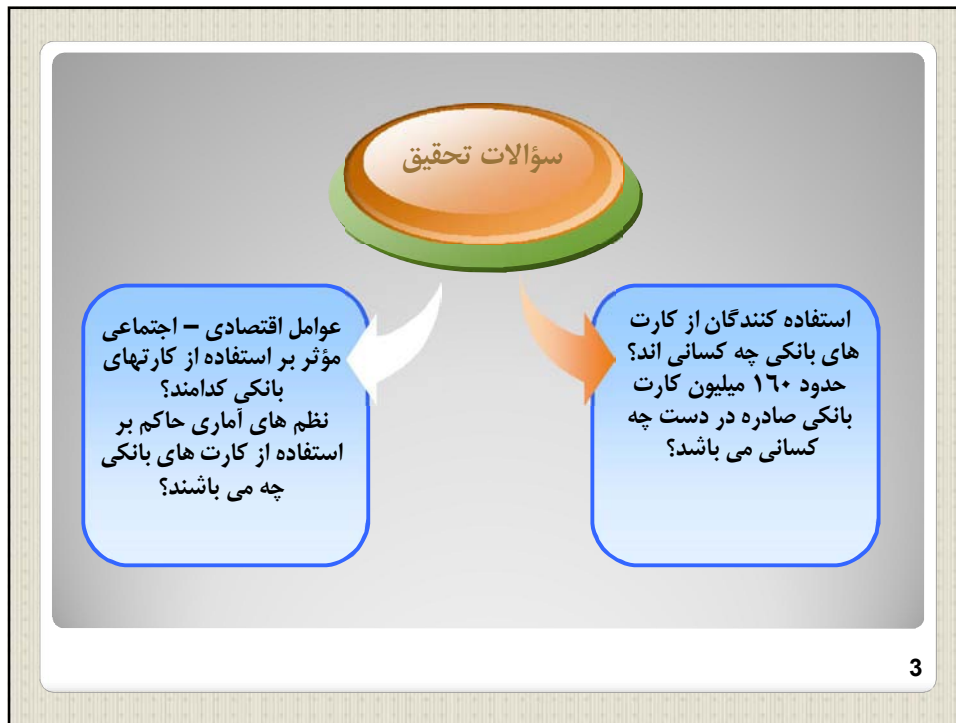 سؤالات تحقیق
استفاده کنندگان از کارت
های بانکی چه کسانی اند؟
حدود ١٦٠ میلیون کارت
بانکی صادره در دست چه
کسانی می باشد؟
عوامل اقتصادی – اجتماعی
مؤثر بر استفاده از کارتهای
بانکی کدامند؟
نظم های آماری حاکم بر
استفاده از کارت های بانکی
چه می باشند؟
3